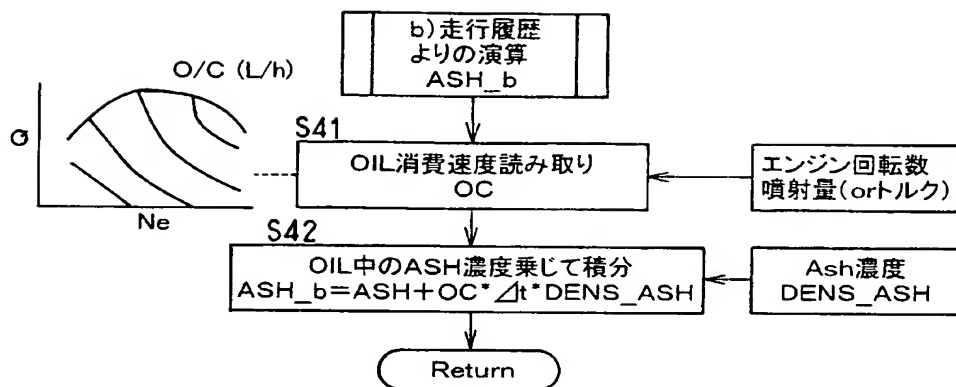 b)走行履歴
よりの演算
ASH_b
O/C (L/h)
Q
Ne
S41
OIL消費速度読み取り
OC
エンジン回転数
噴射量(orトルク)
S42
OIL中のASH濃度乗じて積分
ASH_b=ASH+OC*⊿t*DENS_ASH
Ash濃度
DENS_ASH
Return